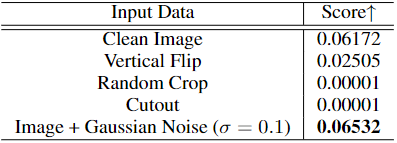 Input Data Score↑
Clean Image 0.06172
Vertical Flip 0.02505
Random Crop 0.00001
Cutout 0.00001
Image + Gaussian Noise (σ = 0.1) 0.06532